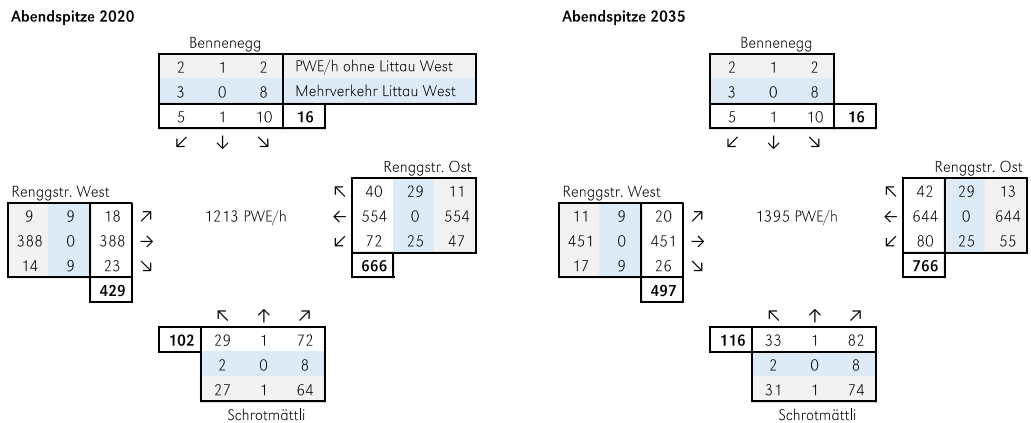 Abendspitze 2020
Bennenegg
2 1 2 PWE/h ohne Littau West
3 0 8 Mehrverkehr Littau West
5 1 10 16
↙ ↓ ↘
Renggstr. West
9 9 18 ↗
388 0 388 →
14 9 23 ↘
429
1213 PWE/h
Renggstr. Ost
↖ 40 29 11
← 554 0 554
↙ 72 25 47
666
↖ ↑ ↗
102 29 1 72
2 0 8
27 1 64
Schrotmättli
Abendspitze 2035
Bennenegg
2 1 2
3 0 8
5 1 10 16
↙ ↓ ↘
Renggstr. West
11 9 20 ↗
451 0 451 →
17 9 26 ↘
497
1395 PWE/h
Renggstr. Ost
↖ 42 29 13
← 644 0 644
↙ 80 25 55
766
↖ ↑ ↗
116 33 1 82
2 0 8
31 1 74
Schrotmättli